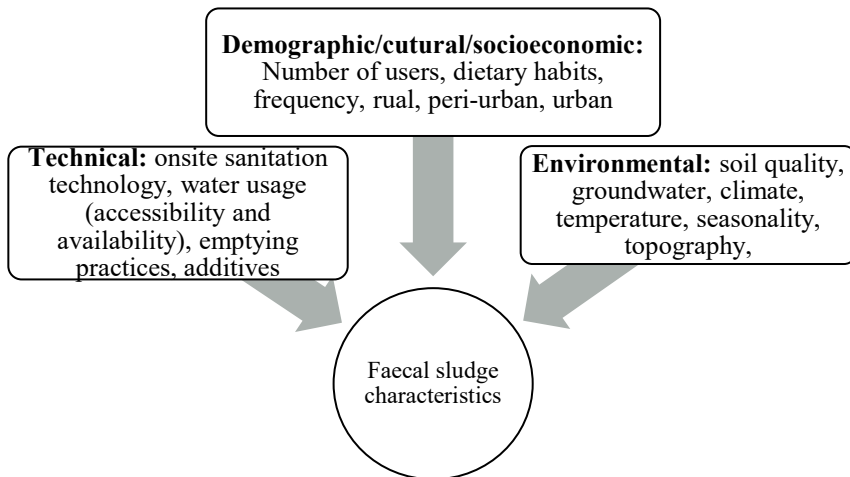 Demographic/cutural/socioeconomic:
Number of users, dietary habits,
frequency, rual, peri-urban, urban
Technical: onsite sanitation
technology, water usage
(accessibility and
availability), emptying
practices, additives
Environmental: soil quality,
groundwater, climate,
temperature, seasonality,
topography,
Faecal sludge
characteristics